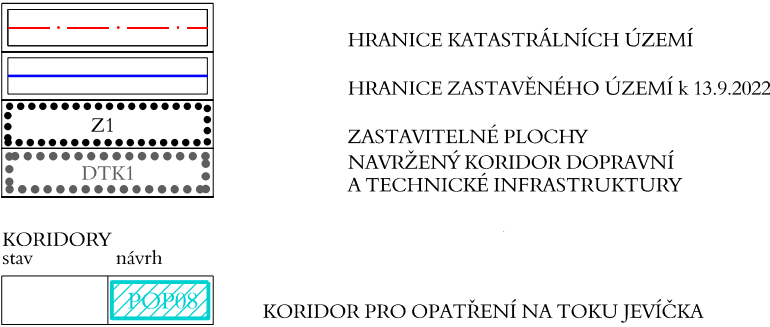 HRANICE KATASTRÁLNÍCH ÚZEMÍ
HRANICE ZASTAVĚNÉHO ÚZEMÍ k 13.9.2022
Z1
ZASTAVITELNÉ PLOCHY
DTK1
NAVRŽENÝ KORIDOR DOPRAVNÍ
A TECHNICKÉ INFRASTRUKTURY
KORIDORY
stav návrh
POP08
KORIDOR PRO OPATŘENÍ NA TOKU JEVÍČKA